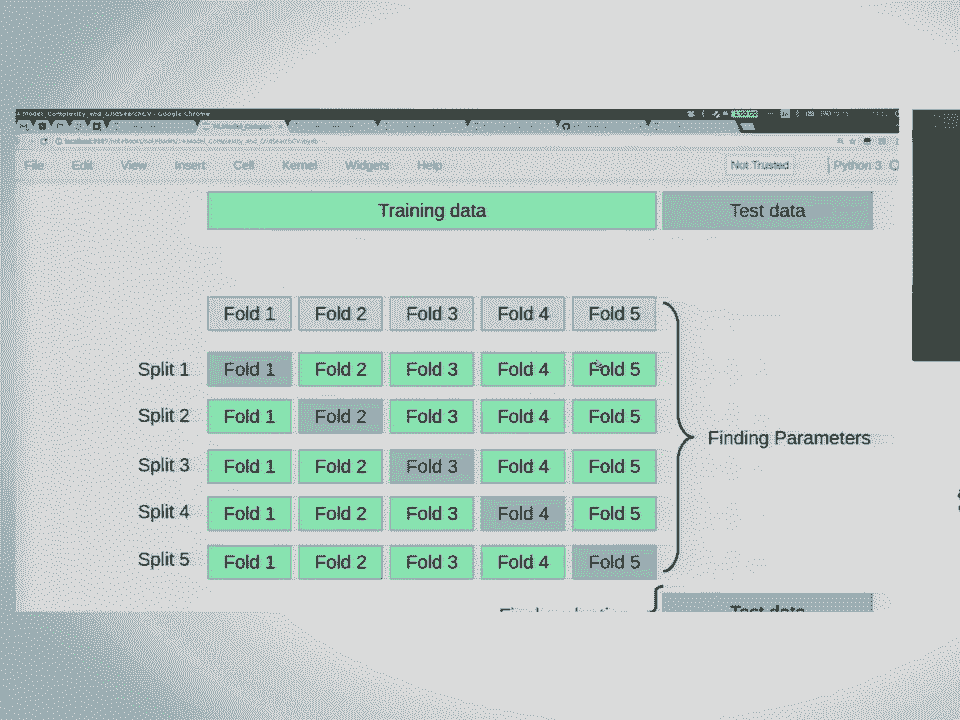 File Edit View Insert Cell Kernel Widgets Help Not Trusted Python 3
Training data Test data
Fold 1 Fold 2 Fold 3 Fold 4 Fold 5
Split 1 Fold 1 Fold 2 Fold 3 Fold 4 Fold 5
Split 2 Fold 1 Fold 2 Fold 3 Fold 4 Fold 5
Finding Parameters
Split 3 Fold 1 Fold 2 Fold 3 Fold 4 Fold 5
Split 4 Fold 1 Fold 2 Fold 3 Fold 4 Fold 5
Split 5 Fold 1 Fold 2 Fold 3 Fold 4 Fold 5
Test data